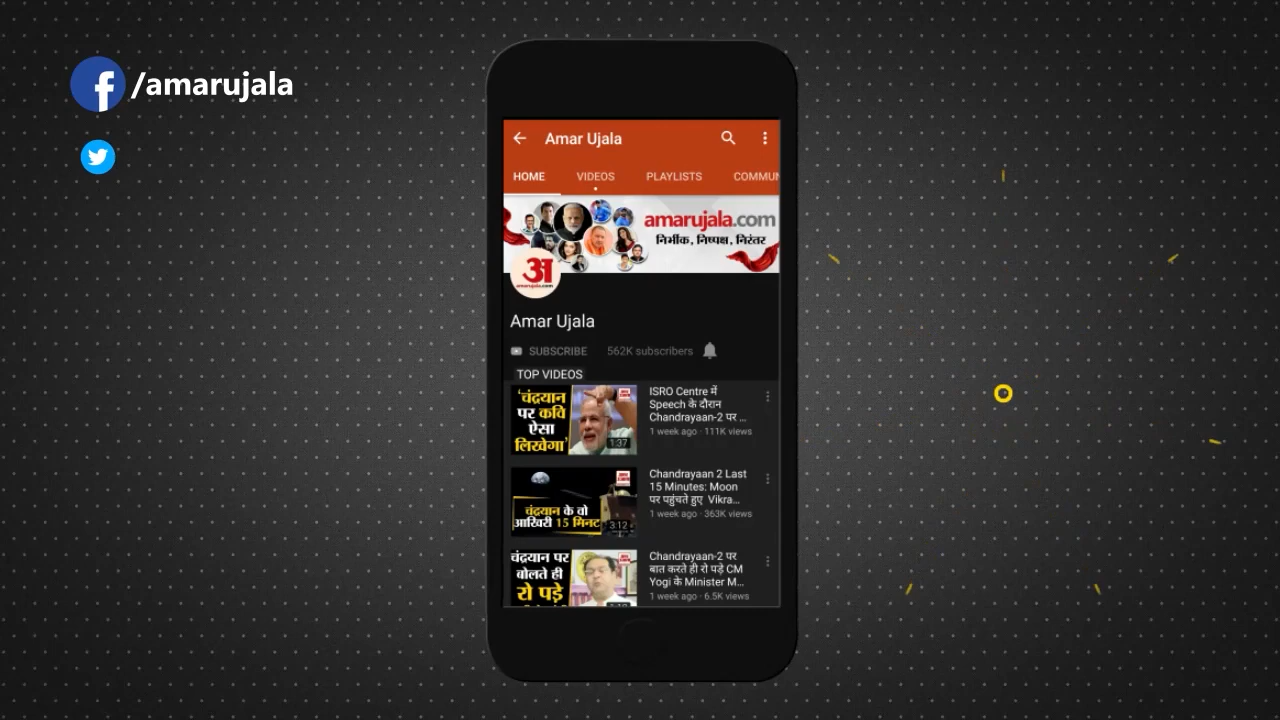 /amarujala
Amar Ujala
HOME VIDEOS PLAYLISTS COMMUN
amarujala.com
निर्भीक, निष्पक्ष, निरंतर
अ
amarujala.com
Amar Ujala
SUBSCRIBE 562K subscribers
TOP VIDEOS
'चंद्रयान
पर कवि
ऐसा
लिखेगा'
1:37
ISRO Centre में
Speech के दौरान
Chandrayaan-2 पर ...
1 week ago · 111K views
चंद्रयान के वो
आखिरी 15 मिनट
3:12
Chandrayaan 2 Last
15 Minutes: Moon
पर पहुंचते हुए Vikra...
1 week ago · 363K views
चंद्रयान पर
बोलते ही
रो पड़े
Chandrayaan-2 पर
बात करते ही रो पड़े CM
Yogi के Minister M...
1 week ago · 6.5K views